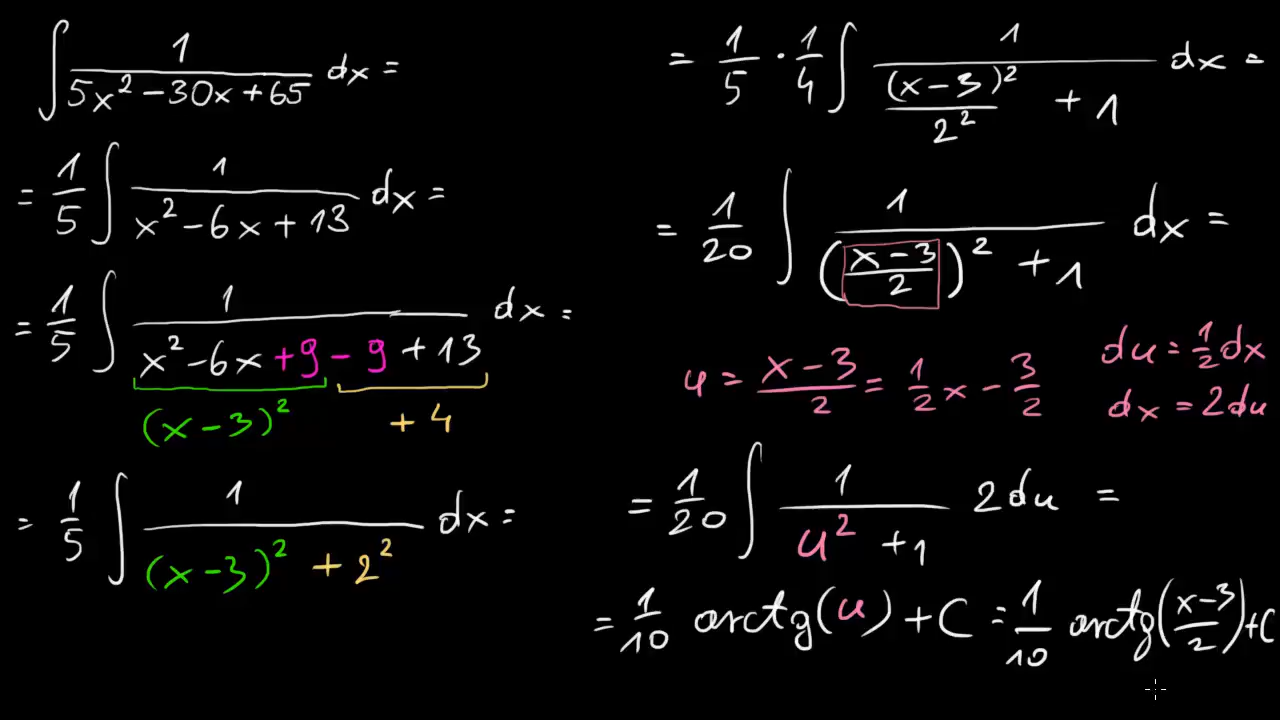 ∫ 1/(5x² − 30x + 65) dx =
= 1/5 ∫ 1/(x² − 6x + 13) dx =
= 1/5 ∫ 1/(x² − 6x + 9 − 9 + 13) dx =
(x − 3)² + 4
= 1/5 ∫ 1/((x − 3)² + 2²) dx =
= 1/5 · 1/4 ∫ 1/((x − 3)²/2² + 1) dx =
= 1/20 ∫ 1/(((x − 3)/2)² + 1) dx =
u = (x − 3)/2 = 1/2 x − 3/2
du = 1/2 dx
dx = 2du
= 1/20 ∫ 1/(u² + 1) 2du =
= 1/10 arctg(u) + C = 1/10 arctg((x − 3)/2) + C